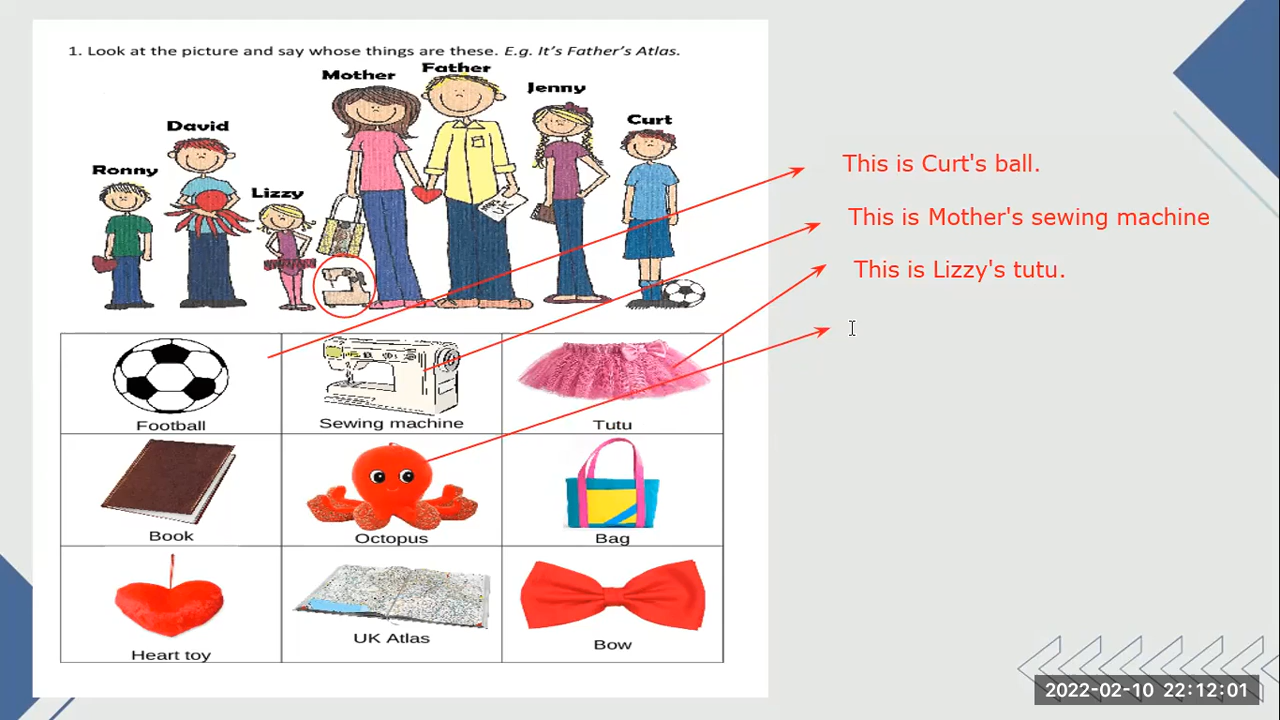 1. Look at the picture and say whose things are these. E.g. It's Father's Atlas.
Mother
Father
Jenny
David
Curt
Ronny
Lizzy
UK
This is Curt's ball.
This is Mother's sewing machine
This is Lizzy's tutu.
Football
Sewing machine
Tutu
Book
Octopus
Bag
Heart toy
UK Atlas
Bow
2022-02-10 22:12:01